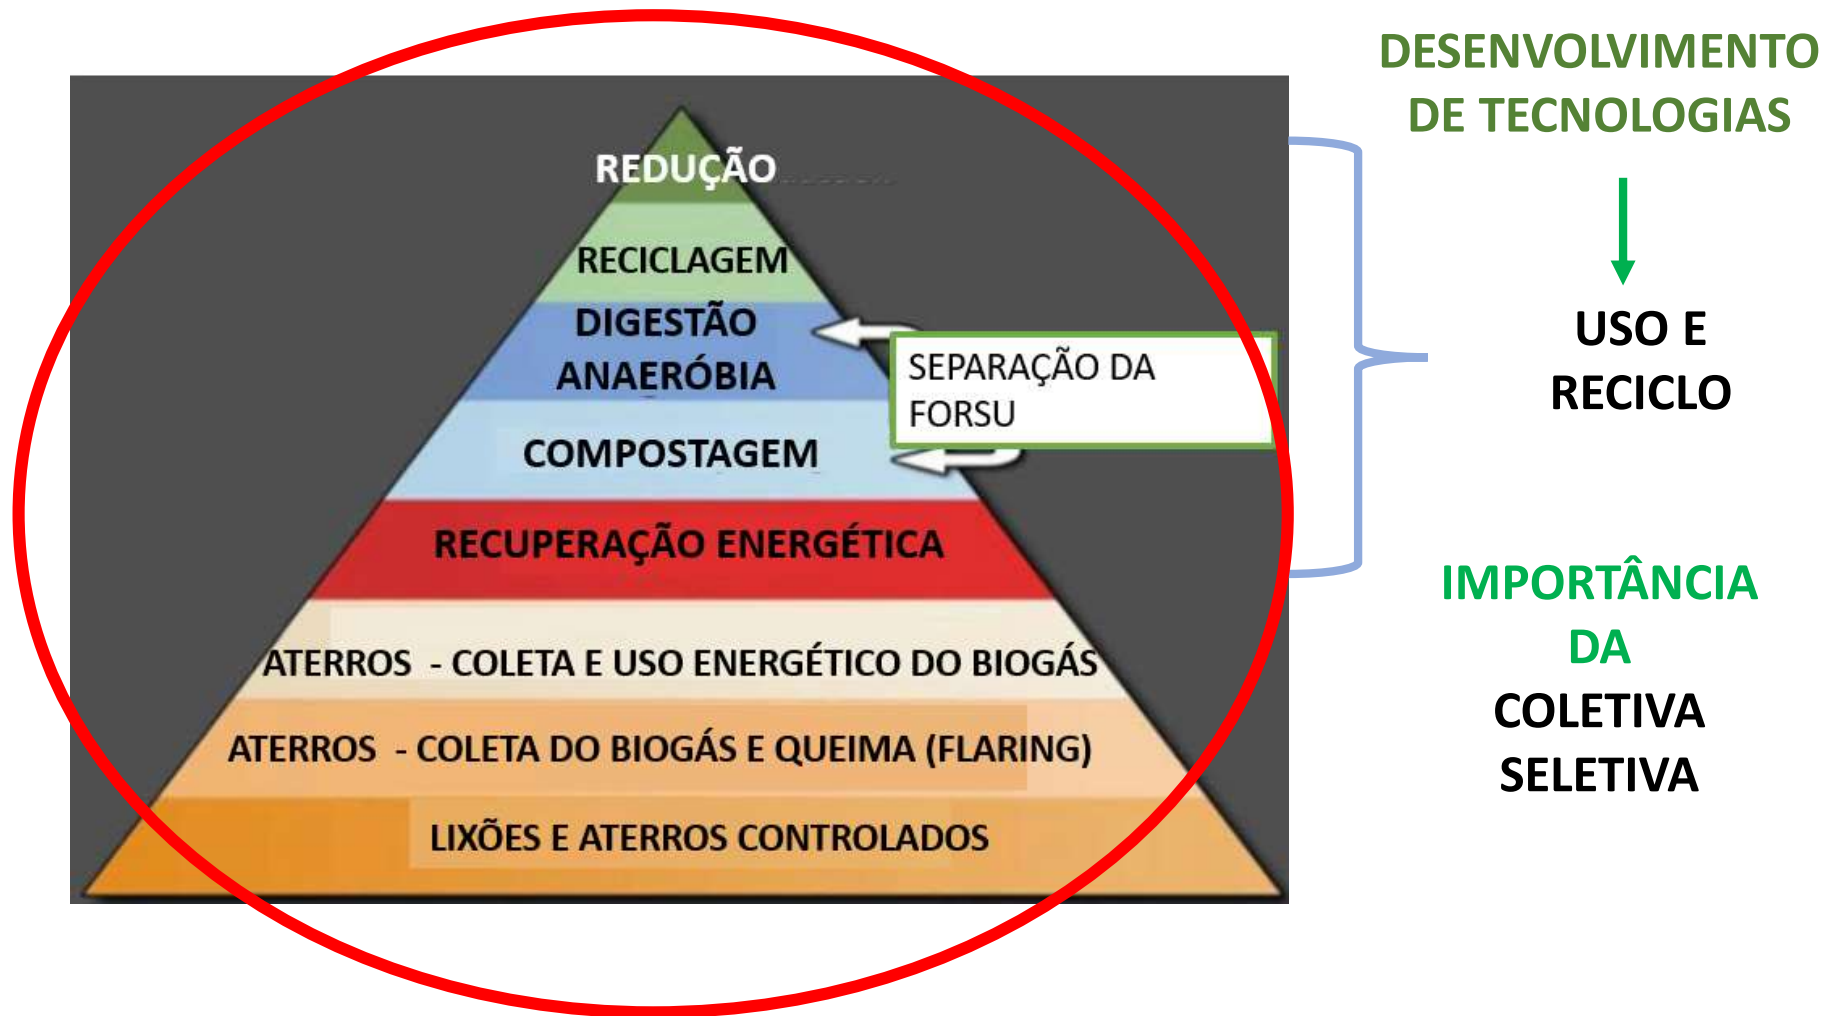 REDUÇÃO
RECICLAGEM
DIGESTÃO
ANAERÓBIA
COMPOSTAGEM
SEPARAÇÃO DA
FORSU
RECUPERAÇÃO ENERGÉTICA
ATERROS - COLETA E USO ENERGÉTICO DO BIOGÁS
ATERROS - COLETA DO BIOGÁS E QUEIMA (FLARING)
LIXÕES E ATERROS CONTROLADOS
DESENVOLVIMENTO
DE TECNOLOGIAS
USO E
RECICLO
IMPORTÂNCIA
DA
COLETIVA
SELETIVA